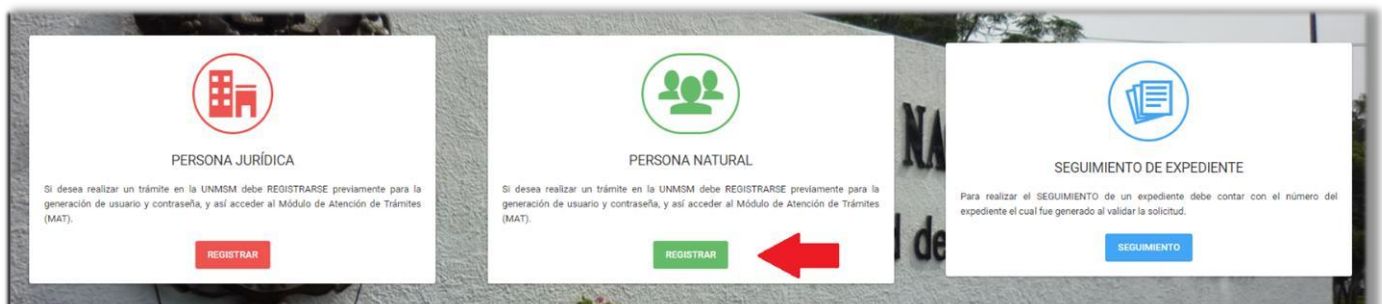 PERSONA JURÍDICA
Si desea realizar un trámite en la UNMSM debe REGISTRARSE previamente para la
generación de usuario y contraseña, y así acceder al Módulo de Atención de Trámites
(MAT).
REGISTRAR
PERSONA NATURAL
Si desea realizar un trámite en la UNMSM debe REGISTRARSE previamente para la
generación de usuario y contraseña, y así acceder al Módulo de Atención de Trámites
(MAT).
REGISTRAR
NA
d de
SEGUIMIENTO DE EXPEDIENTE
Para realizar el SEGUIMIENTO de un expediente debe contar con el número del
expediente el cual fue generado al validar la solicitud.
SEGUIMIENTO